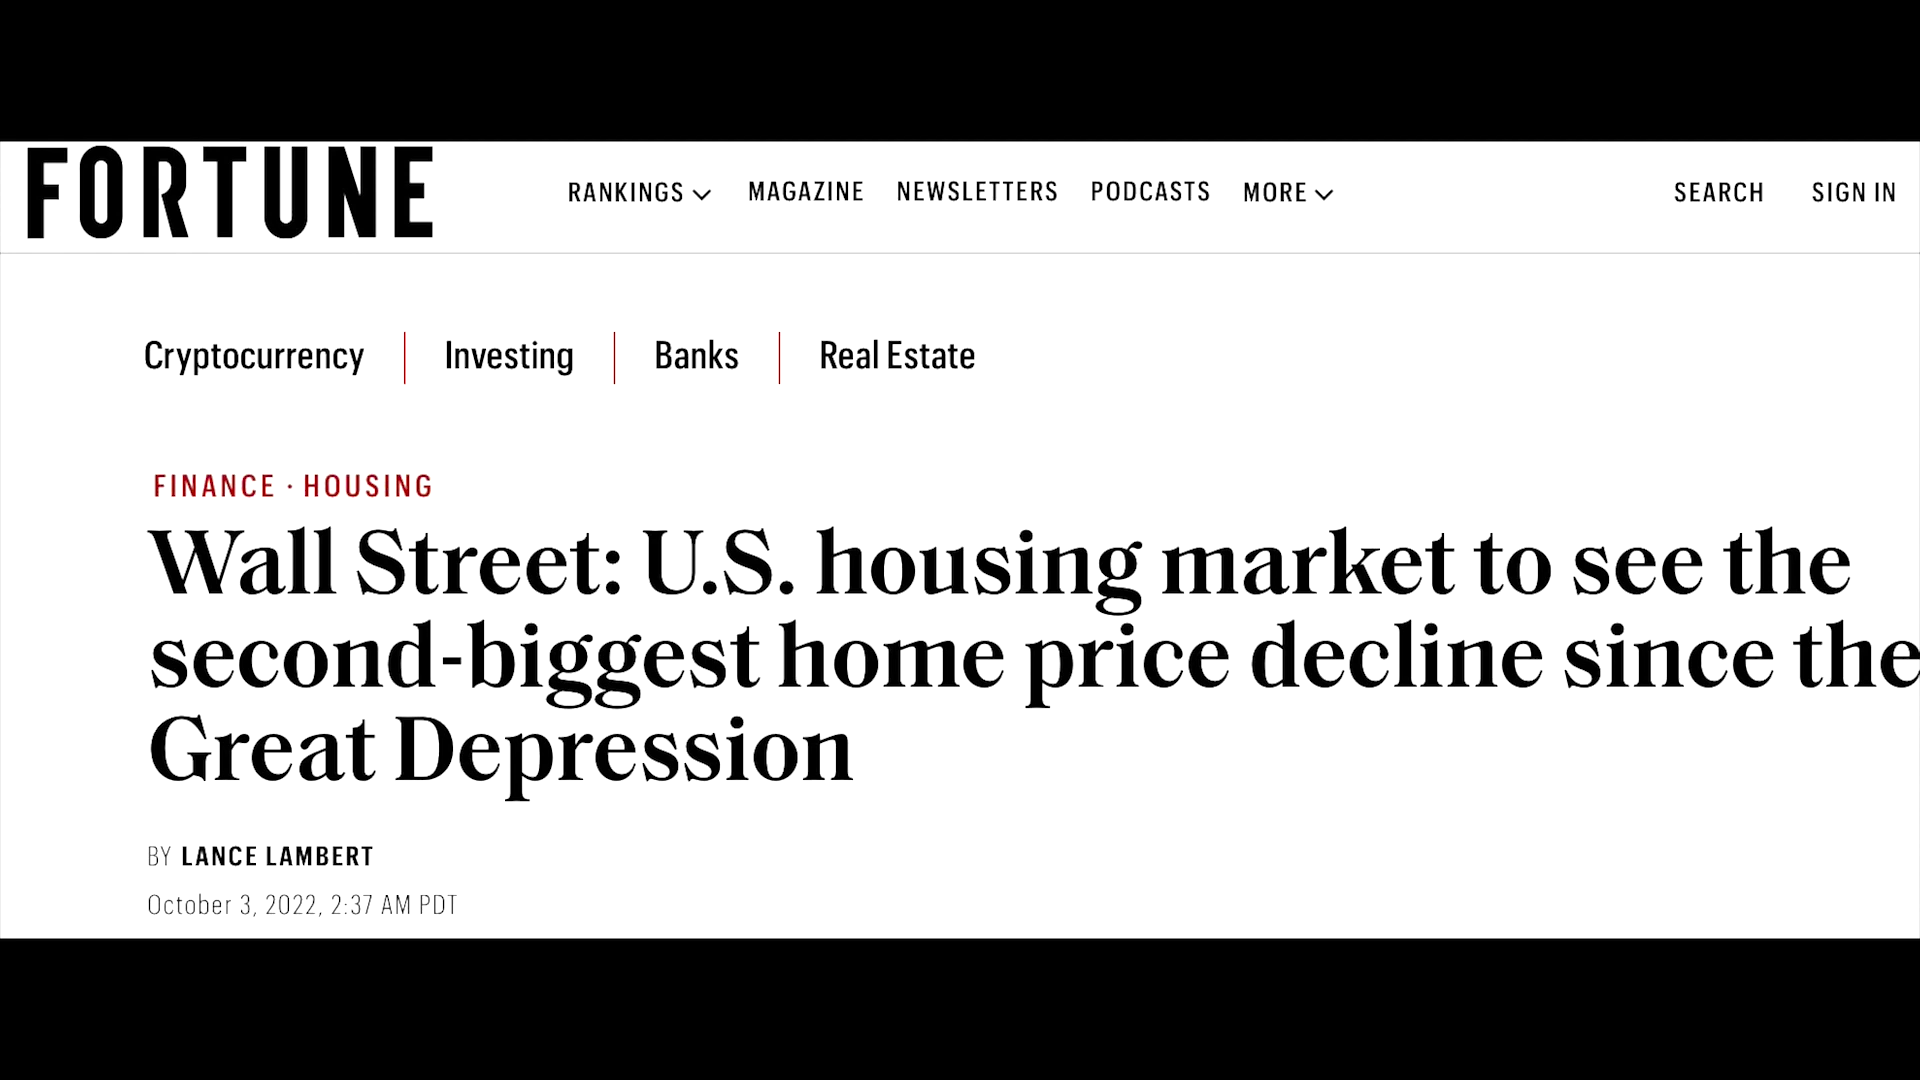 FORTUNE
RANKINGS MAGAZINE NEWSLETTERS PODCASTS MORE SEARCH SIGN IN
Cryptocurrency Investing Banks Real Estate
FINANCE · HOUSING
Wall Street: U.S. housing market to see the
second-biggest home price decline since the
Great Depression
BY LANCE LAMBERT
October 3, 2022, 2:37 AM PDT